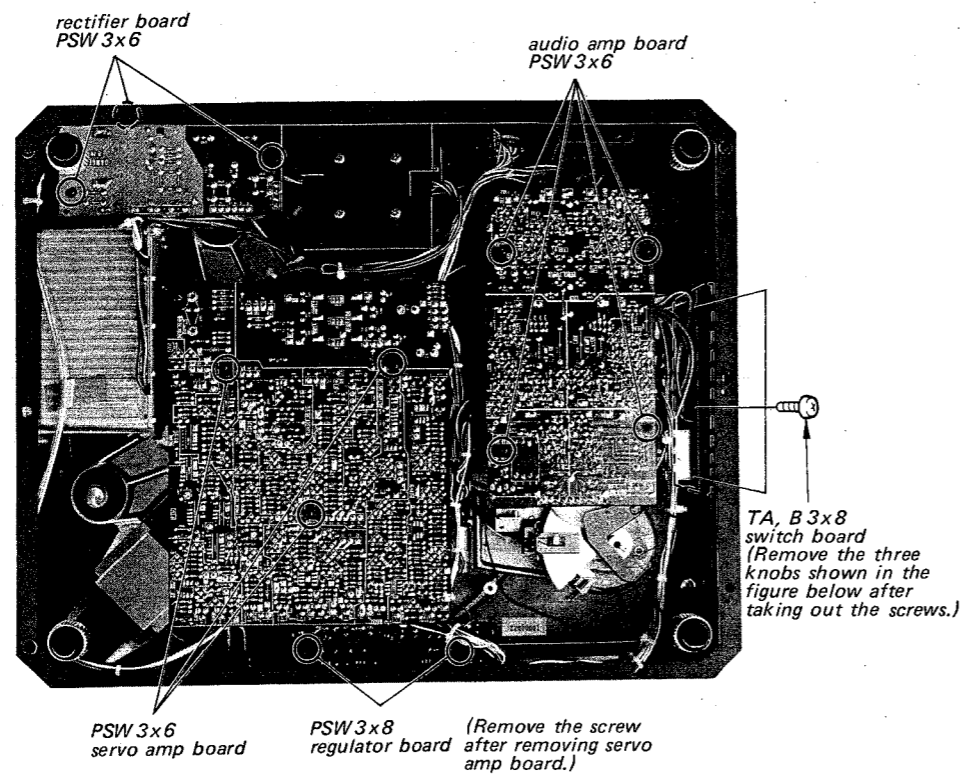 rectifier board
PSW 3x6
audio amp board
PSW 3x6
TA, B 3x8
switch board
(Remove the three
knobs shown in the
figure below after
taking out the screws.)
PSW 3x6
servo amp board
PSW 3x8
regulator board
(Remove the screw
after removing servo
amp board.)